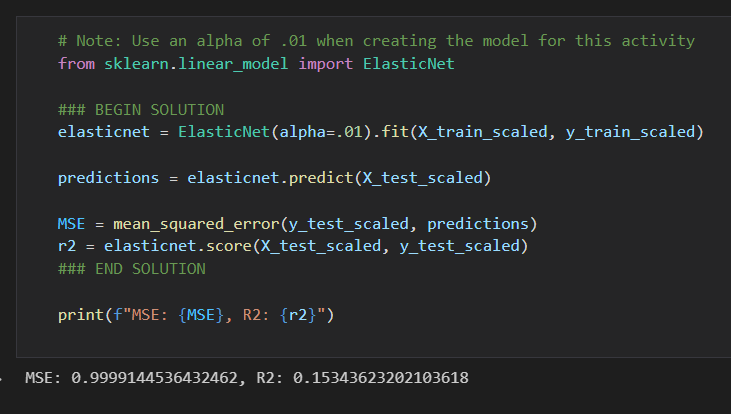 # Note: Use an alpha of .01 when creating the model for this activity
from sklearn.linear_model import ElasticNet
### BEGIN SOLUTION
elasticnet = ElasticNet(alpha=.01).fit(X_train_scaled, y_train_scaled)
predictions = elasticnet.predict(X_test_scaled)
MSE = mean_squared_error(y_test_scaled, predictions)
r2 = elasticnet.score(X_test_scaled, y_test_scaled)
### END SOLUTION
print(f"MSE: {MSE}, R2: {r2}")
MSE: 0.9999144536432462, R2: 0.15343623202103618